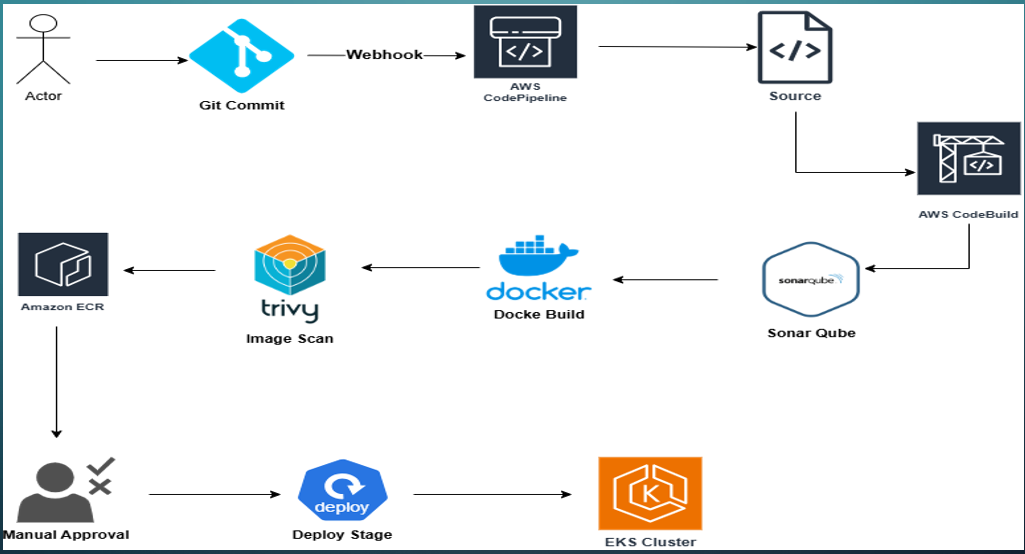 Actor
Git Commit
Webhook
AWS
CodePipeline
Source
AWS CodeBuild
sonarqube
Sonar Qube
docker
Docke Build
trivy
Image Scan
Amazon ECR
Manual Approval
deploy
Deploy Stage
K
EKS Cluster